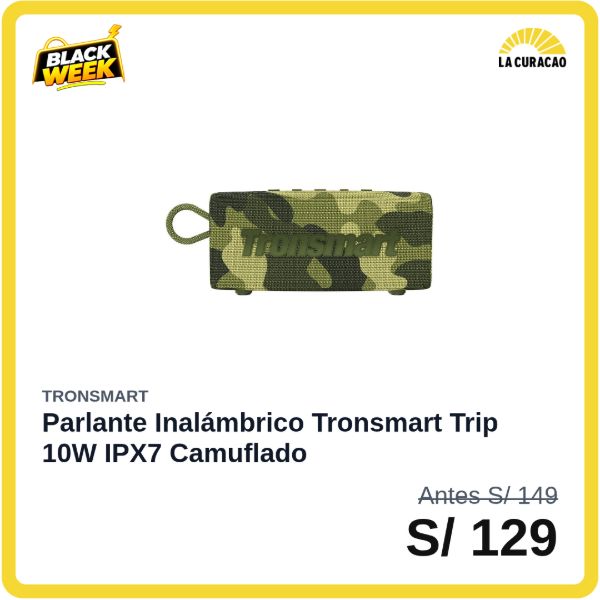 BLACK
WEEK
LA CURACAO
Tronsmart
TRONSMART
Parlante Inalámbrico Tronsmart Trip
10W IPX7 Camuflado
Antes S/ 149
S/ 129